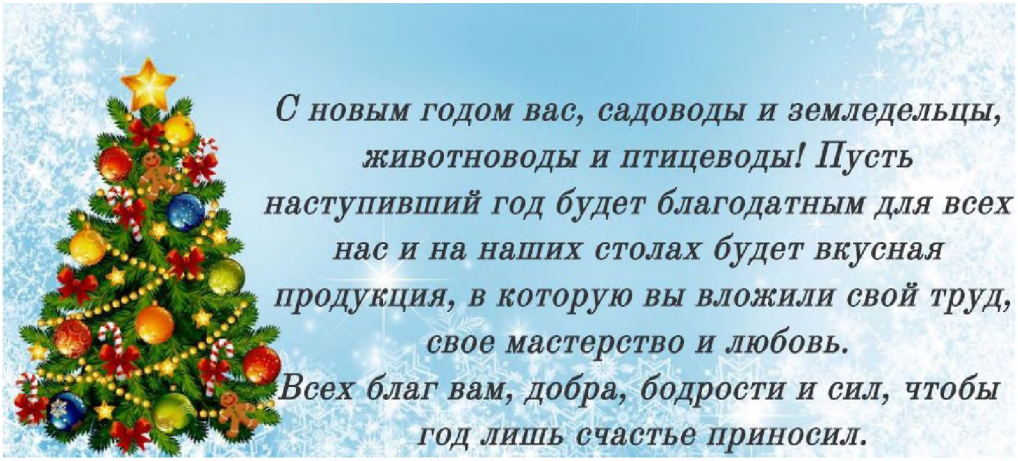 С новым годом вас, садоводы и земледельцы,
животноводы и птицеводы! Пусть
наступивший год будет благодатным для всех
нас и на наших столах будет вкусная
продукция, в которую вы вложили свой труд,
свое мастерство и любовь.
Всех благ вам, добра, бодрости и сил, чтобы
год лишь счастье приносил.